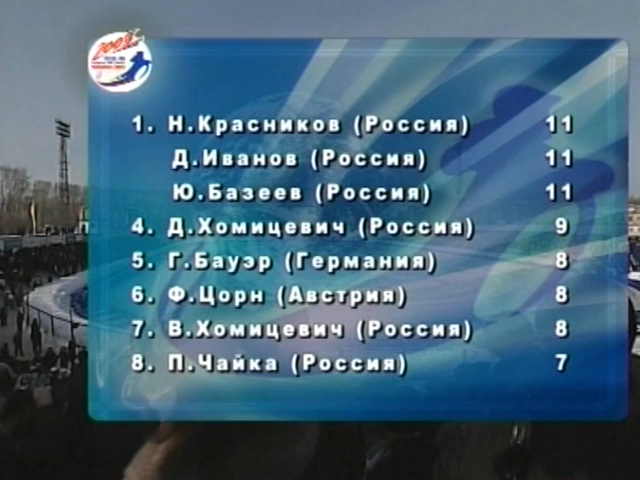 2008
1. Н.Красников (Россия) 11
Д.Иванов (Россия) 11
Ю.Базеев (Россия) 11
4. Д.Хомицевич (Россия) 9
5. Г.Бауэр (Германия) 8
6. Ф.Цорн (Австрия) 8
7. В.Хомицевич (Россия) 8
8. П.Чайка (Россия) 7